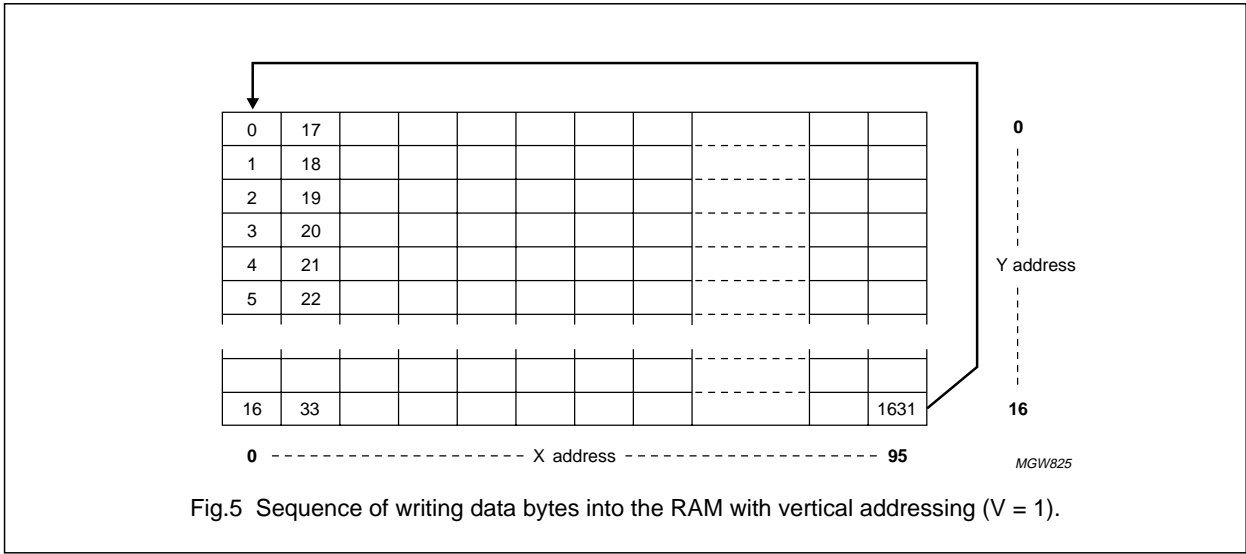 0 17 0
1 18
2 19
3 20
4 21 Y address
5 22
16 33 1631 16
0 X address 95
MGW825
Fig.5 Sequence of writing data bytes into the RAM with vertical addressing (V = 1).